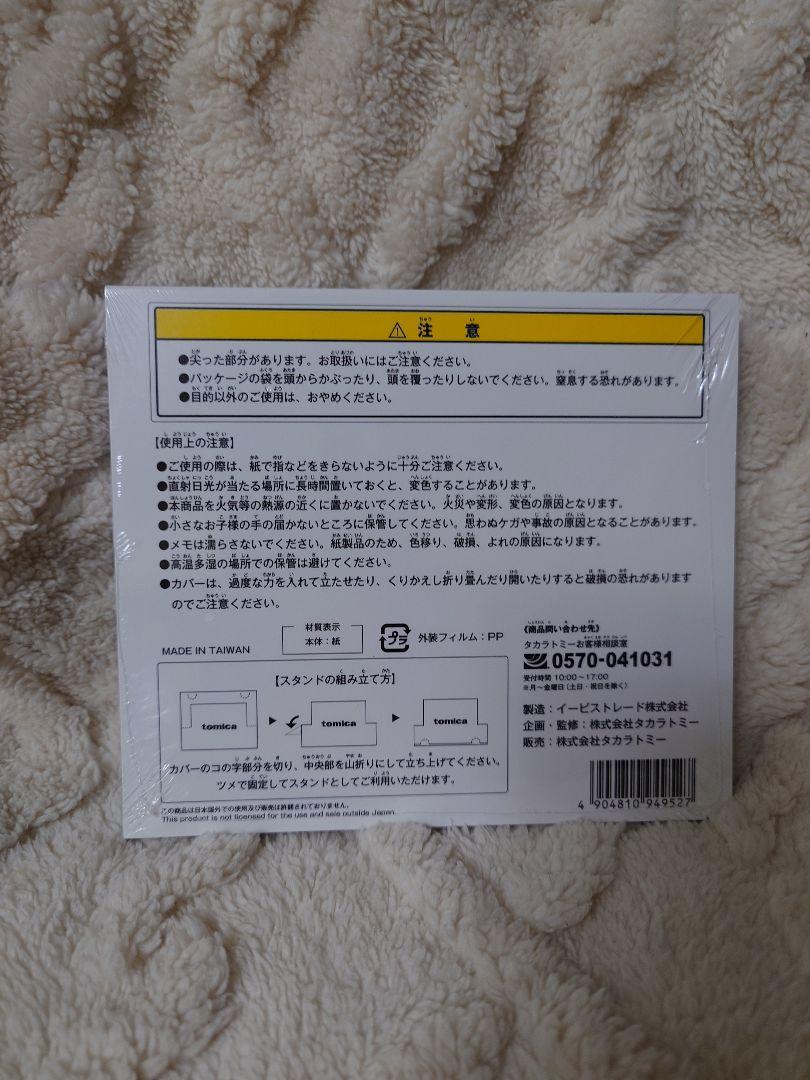 ⚠ 注意
●尖った部分があります。お取扱いにはご注意ください。
●パッケージの袋を頭からかぶったり、頭を覆ったりしないでください。窒息する恐れがあります。
●目的以外のご使用は、おやめください。
【使用上の注意】
●ご使用の際は、紙で指などをきらないように十分ご注意ください。
●直射日光が当たる場所に長時間置いておくと、変色することがあります。
●本商品を火気等の熱源の近くに置かないでください。火災や変形、変色の原因となります。
●小さなお子様の手の届かないところに保管してください。思わぬケガや事故の原因となることがあります。
●メモは濡らさないでください。紙製品のため、色移り、破損、よれの原因になります。
●高温多湿の場所での保管は避けてください。
●カバーは、過度な力を入れて立たせたり、くりかえし折り畳んだり開いたりすると破損の恐れがあります
のでご注意ください。
MADE IN TAIWAN
材質表示
本体：紙
プラ
外装フィルム：PP
《商品問い合わせ先》
タカラトミーお客様相談室
0570-041031
受付時間 10:00~17:00
※月~金曜日（土日・祝日を除く）
製造：イービストレード株式会社
企画・監修：株式会社タカラトミー
販売：株式会社タカラトミー
【スタンドの組み立て方】
tomica
tomica
tomica
カバーのコの字部分を切り、中央部を山折りにして立ち上げてください。
ツメで固定してスタンドとしてご利用いただけます。
4 904810 949527
この商品は日本国外での使用及び販売は許諾されておりません。
This product is not licensed for the use and sale outside Japan.